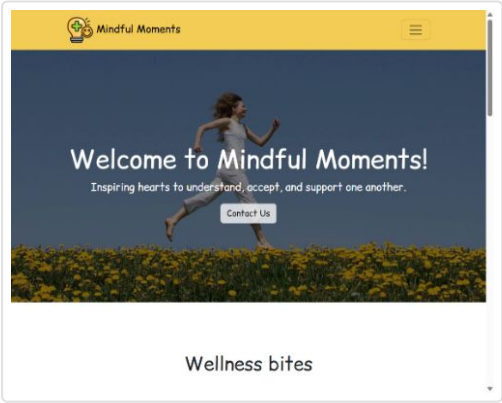 Mindful Moments
Welcome to Mindful Moments!
Inspiring hearts to understand, accept, and support one another.
Contact Us
Wellness bites